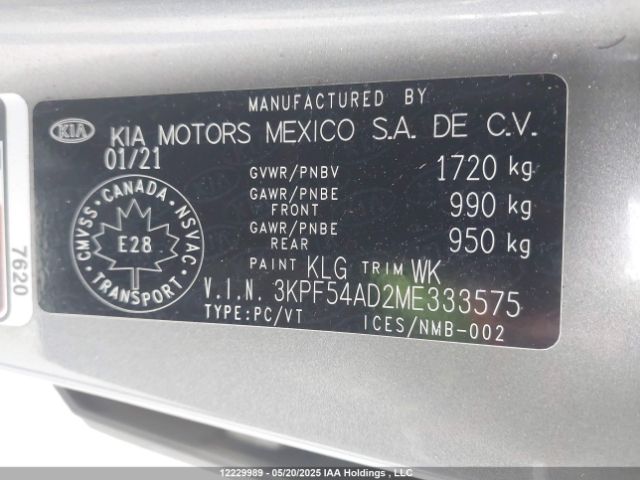 MANUFACTURED BY
KIA KIA MOTORS MEXICO S.A. DE C.V.
01/21
GVWR/PNBV 1720 kg
GAWR/PNBE FRONT 990 kg
GAWR/PNBE REAR 950 kg
CANADA
CMVSS NSVAC
E28
TRANSPORT
PAINT KLG TRIM WK
V.I.N. 3KPF54AD2ME333575
TYPE:PC/VT ICES/NMB-002
7620
12229989 - 05/20/2025 IAA Holdings , LLC